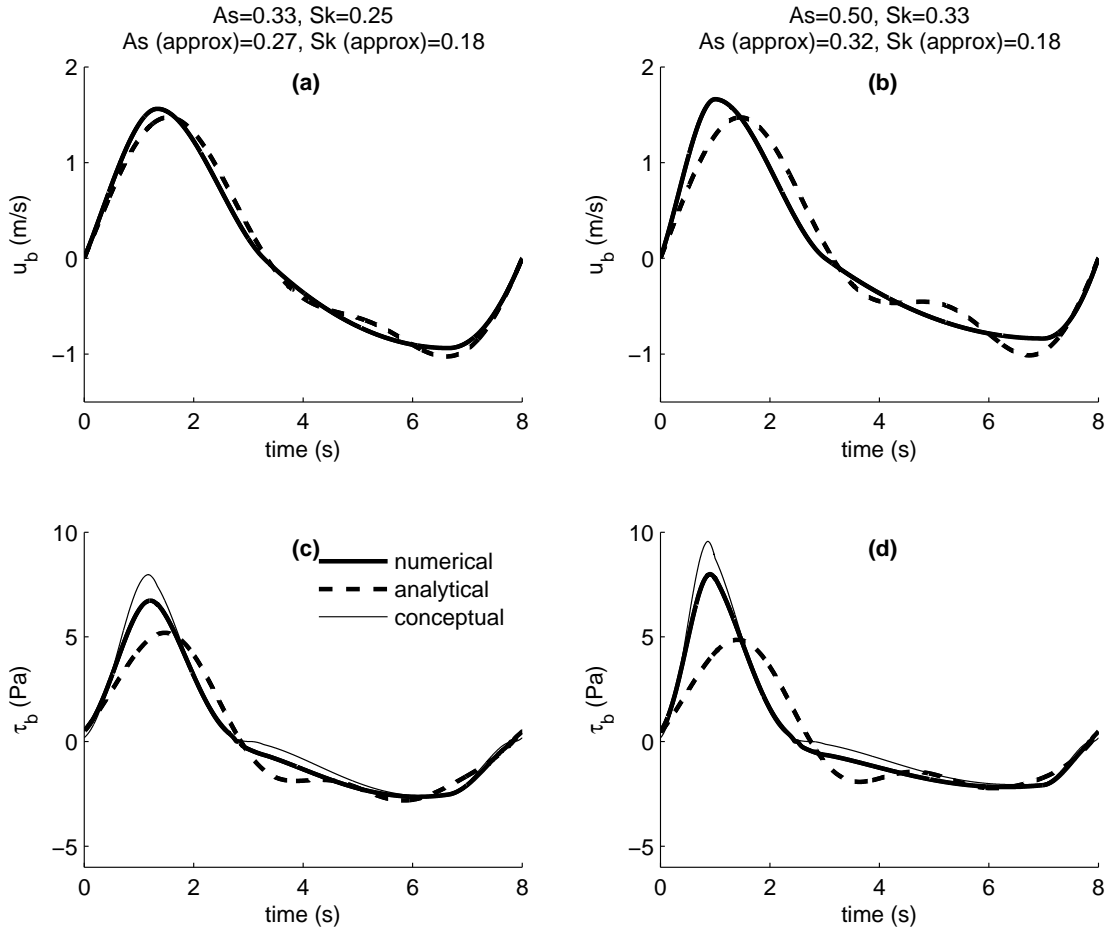 As=0.33, Sk=0.25
As (approx)=0.27, Sk (approx)=0.18
(a)
2
1
0
−1
u_b (m/s)
0 2 4 6 8
time (s)
As=0.50, Sk=0.33
As (approx)=0.32, Sk (approx)=0.18
(b)
2
1
0
−1
u_b (m/s)
0 2 4 6 8
time (s)
(c)
numerical
analytical
conceptual
10
5
0
−5
τ_b (Pa)
0 2 4 6 8
time (s)
(d)
10
5
0
−5
τ_b (Pa)
0 2 4 6 8
time (s)